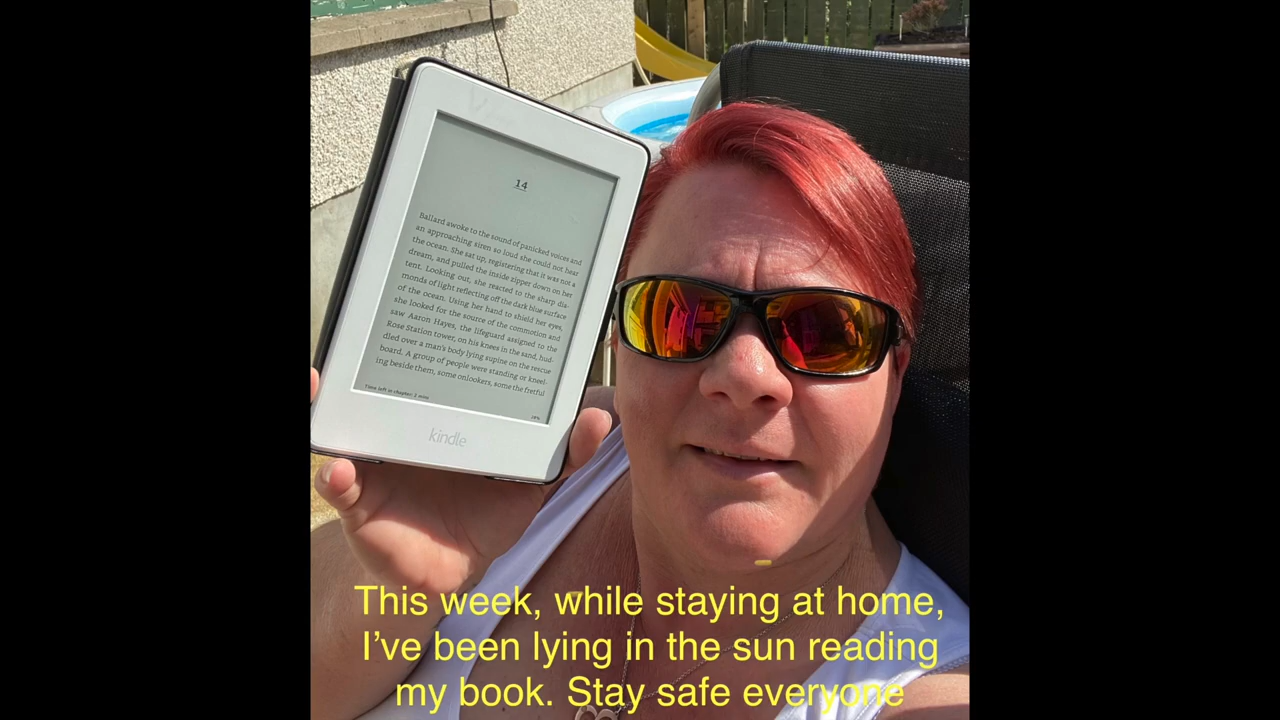 14
Ballard awoke to the sound of panicked voices and
an approaching siren so loud she could not hear
the ocean. She sat up, registering that it was not a
dream, and pulled the inside zipper down on her
tent. Looking out, she reacted to the sharp dia-
monds of light reflecting off the dark blue surface
of the ocean. Using her hand to shield her eyes,
she looked for the source of the commotion and
saw Aaron Hayes, the lifeguard assigned to the
Rose Station tower, on his knees in the sand, hud-
dled over a man's body lying supine on the rescue
board. A group of people were standing or kneel-
ing beside them, some onlookers, some the fretful
Time left in chapter: 2 mins
18%
kindle
This week, while staying at home,
I've been lying in the sun reading
my book. Stay safe everyone